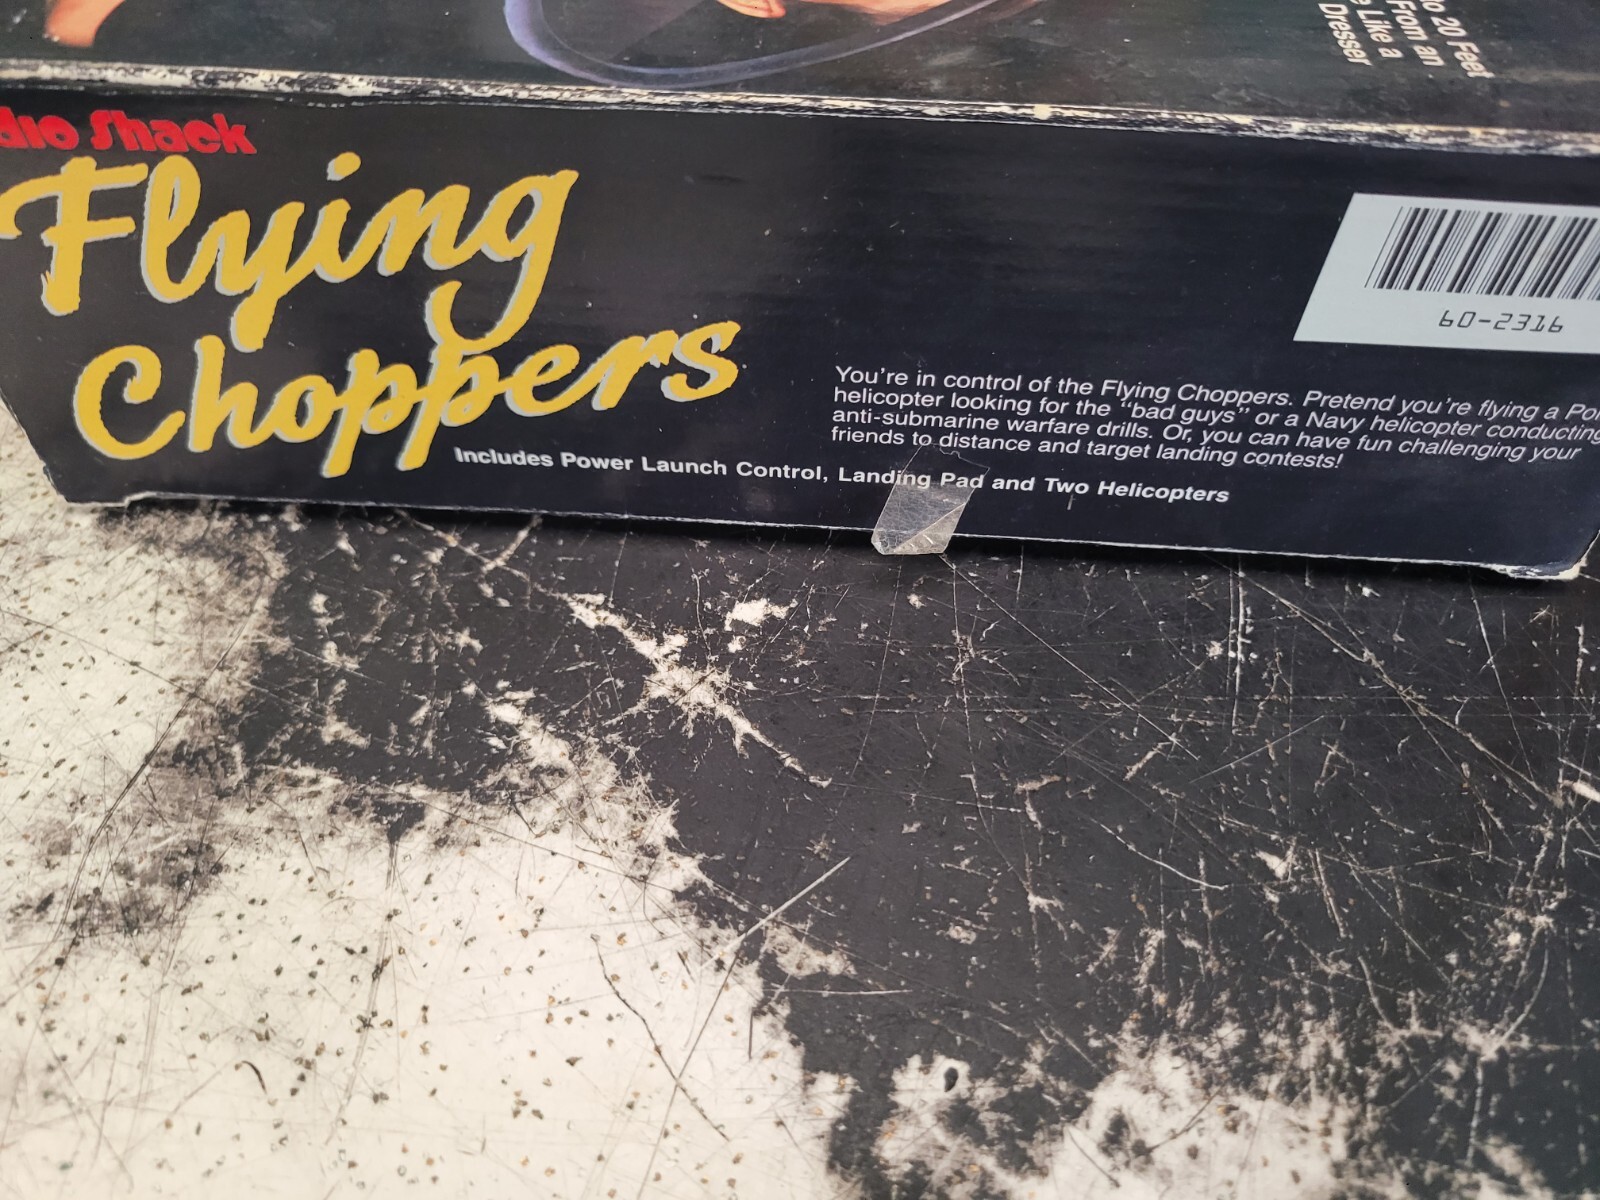 to 20 Feet
From an
Like a
Dresser
dio Shack
Flying
Choppers
60-2316
You're in control of the Flying Choppers. Pretend you're flying a
helicopter looking for the "bad guys" or a Navy helicopter conducting
anti-submarine warfare drills. Or, you can have fun challenging your
friends to distance and target landing contests!
Includes Power Launch Control, Landing Pad and Two Helicopters